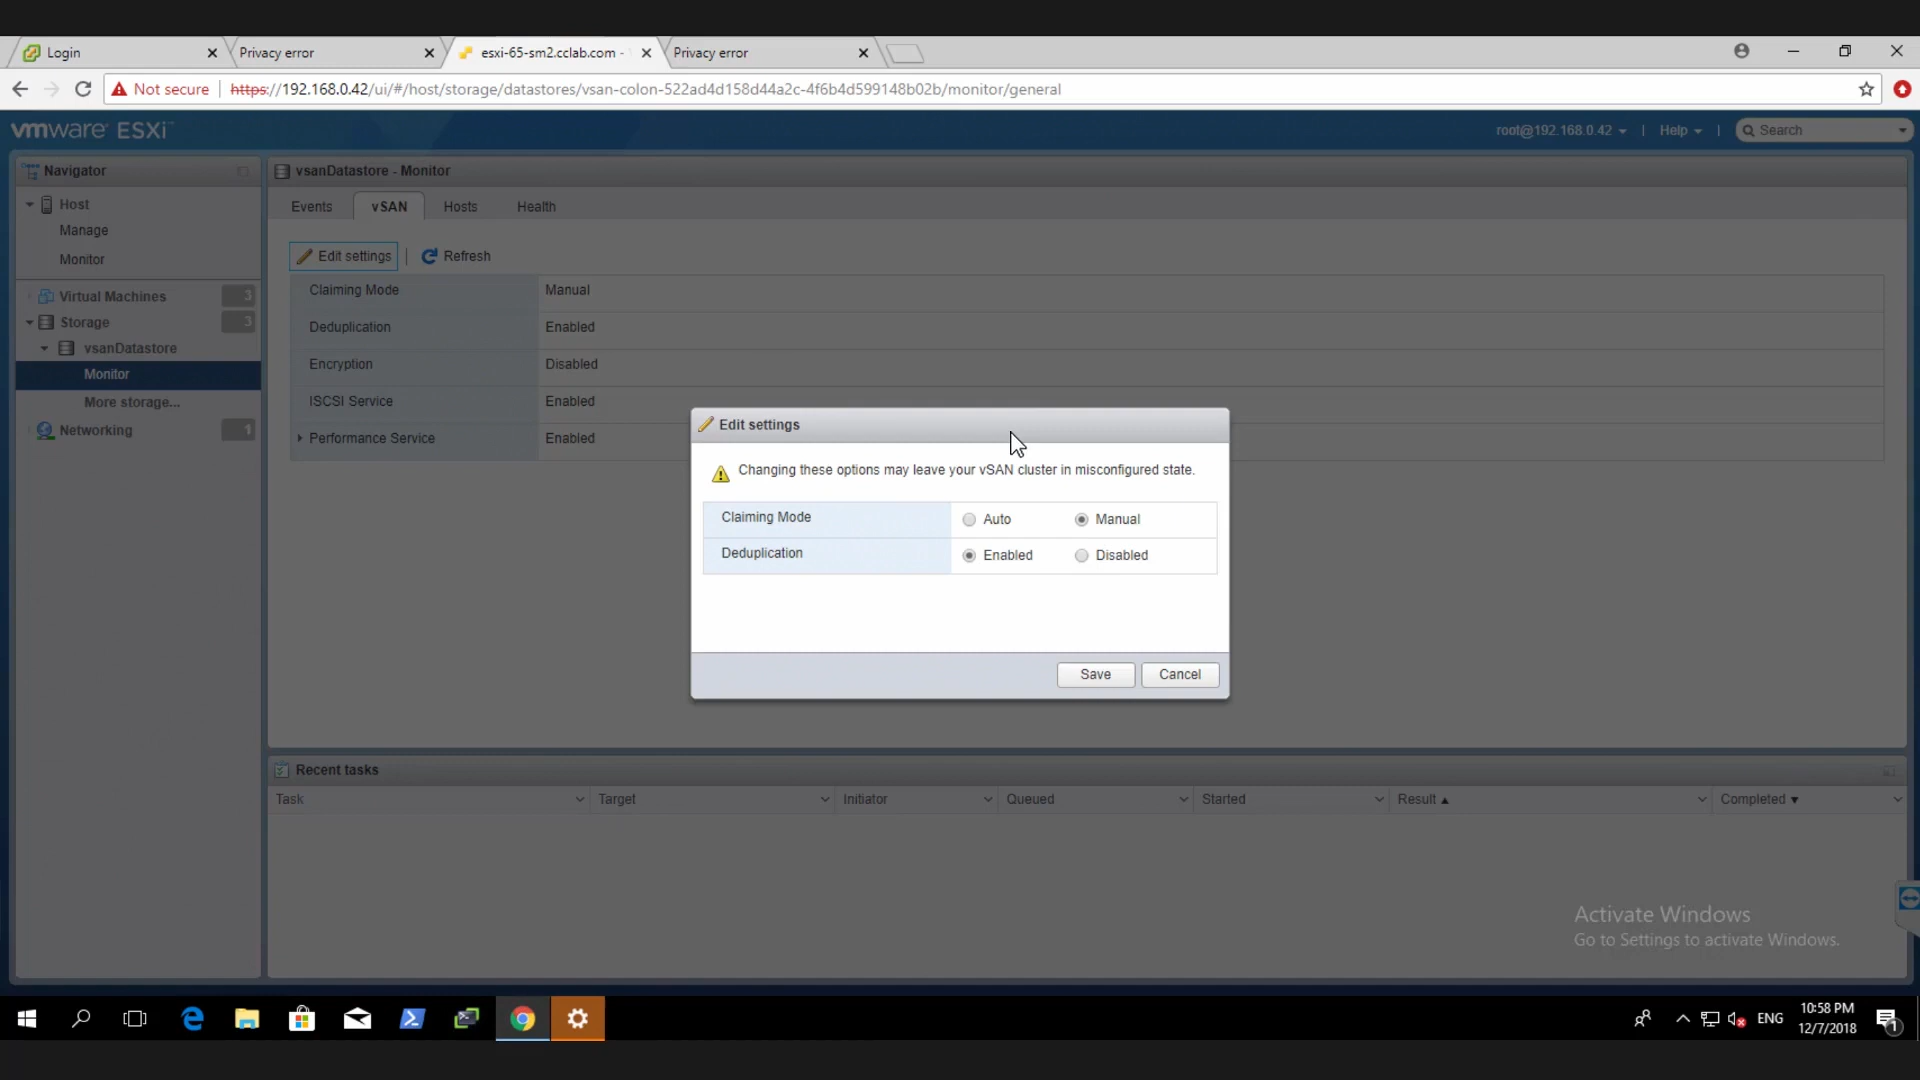 Login
Privacy error
esxi-65-sm2.cclab.com -
Privacy error
Not secure
https://192.168.0.42/ui/#/host/storage/datastores/vsan-colon-522ad4d158d44a2c-4f6b4d599148b02b/monitor/general
vmware ESXi
root@192.168.0.42
Help
Search
Navigator
vsanDatastore - Monitor
Host
Manage
Monitor
Virtual Machines 3
Storage 3
vsanDatastore
Monitor
More storage...
Networking 1
Events
vSAN
Hosts
Health
Edit settings
Refresh
Claiming Mode Manual
Deduplication Enabled
Encryption Disabled
ISCSI Service Enabled
Performance Service Enabled
Edit settings
Changing these options may leave your vSAN cluster in misconfigured state.
Claiming Mode Auto Manual
Deduplication Enabled Disabled
Save
Cancel
Recent tasks
Task Target Initiator Queued Started Result Completed
Activate Windows
Go to Settings to activate Windows.
ENG
10:58 PM
12/7/2018
1